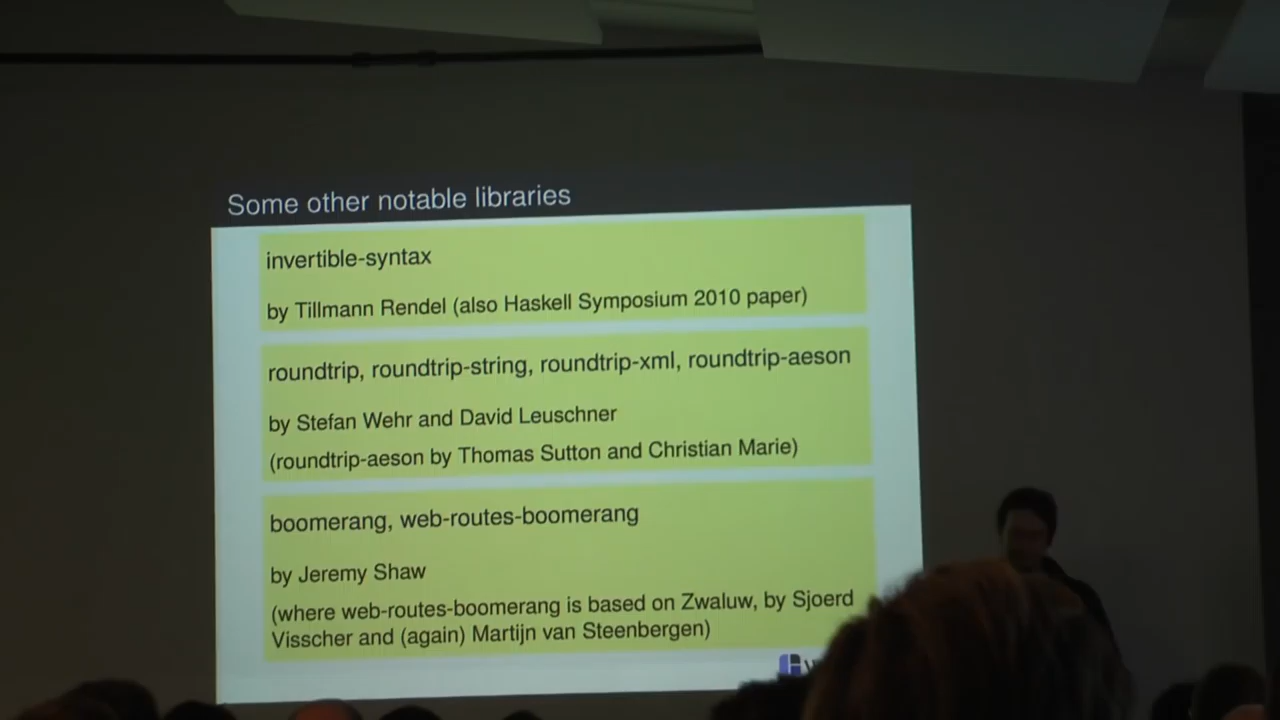 Some other notable libraries
invertible-syntax
by Tillmann Rendel (also Haskell Symposium 2010 paper)
roundtrip, roundtrip-string, roundtrip-xml, roundtrip-aeson
by Stefan Wehr and David Leuschner
(roundtrip-aeson by Thomas Sutton and Christian Marie)
boomerang, web-routes-boomerang
by Jeremy Shaw
(where web-routes-boomerang is based on Zwaluw, by Sjoerd
Visscher and (again) Martijn van Steenbergen)